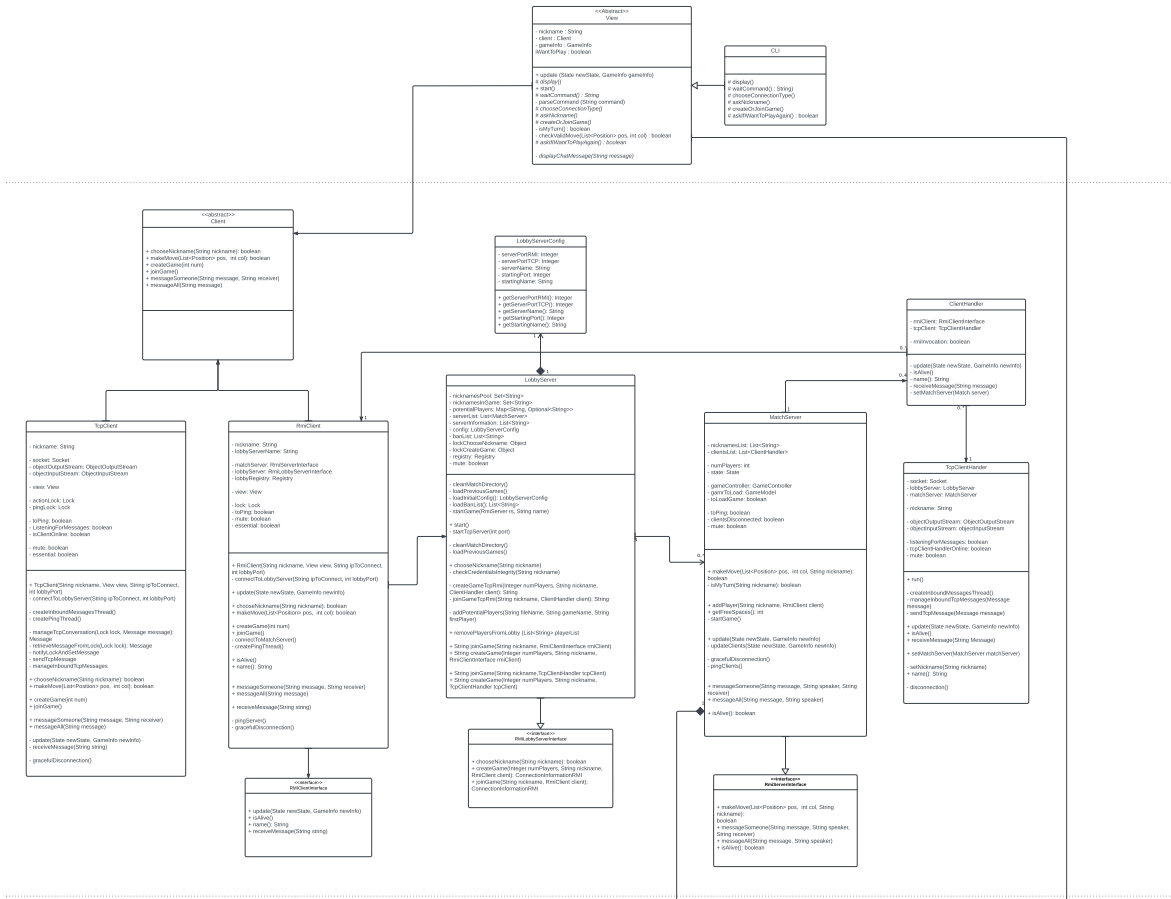 <<Abstract>>
View
- nickname : String
- client : Client
- gameInfo : GameInfo
iWantToPlay : boolean
+ update (State newState, GameInfo gameInfo)
# display()
+ start()
# waitCommand() : String
- parseCommand (String command)
# chooseConnectionType()
# askNickname()
# createOrJoinGame()
- isMyTurn() : boolean
- checkValidMove(List<Position> pos, int col) : boolean
# askIfIWantToPlayAgain() : boolean
- displayChatMessage(String message)
CLI
# display()
# waitCommand() : String)
# chooseConnectionType()
# askNickname()
# createOrJoinGame()
# askIfIWantToPlayAgain() : boolean
<<abstract>>
Client
+ chooseNickname(String nickname): boolean
+ makeMove(List<Position> pos, int col): boolean
+ createGame(int num)
+ joinGame()
+ messageSomeone(String message, String receiver)
+ messageAll(String message)
LobbyServerConfig
- serverPortRMI: Integer
- serverPortTCP: Integer
- serverName: String
- startingPort: Integer
- startingName: String
+ getServerPortRMI(): Integer
+ getServerPortTCP(): Integer
+ getServerName(): String
+ getStartingPort(): Integer
+ getStartingName(): String
1
1
ClientHandler
- rmiClient: RmiClientInterface
- tcpClient: TcpClientHandler
- rmiInvocation: boolean
- update(State newState, GameInfo newInfo)
- isAlive()
- name(): String
- receiveMessage(String message)
- setMatchServer(Match server)
0..*
1
TcpClient
- nickname: String
- socket: Socket
- objectOutputStream: ObjectOutputStream
- objectInputStream: ObjectInputStream
- view: View
- actionLock: Lock
- pingLock: Lock
- toPing: boolean
- ListeningForMessages: boolean
- isClientOnline: boolean
- mute: boolean
- essential: boolean
+ TcpClient(String nickname, View view, String ipToConnect,
int lobbyPort)
- connectToLobbyServer(String ipToConnect, int lobbyPort)
- createInboundMessagesThread()
- createPingThread()
- manageTcpConversation(Lock lock, Message message):
Message
- retrieveMessageFromLock(Lock lock): Message
- notifyLockAndSetMessage
- sendTcpMessage
- manageInboundTcpMessages
+ chooseNickname(String nickname): boolean
+ makeMove(List<Position> pos, int col): boolean
+ createGame(int num)
+ joinGame()
+ messageSomeone(String message, String receiver)
+ messageAll(String message)
- update(State newState, GameInfo newInfo)
- receiveMessage(String string)
- gracefulDisconnection()
RmiClient
- nickname: String
- lobbyServerName: String
- matchServer: RmiServerInterface
- lobbyServer: RmiLobbyServerInterface
- lobbyRegistry: Registry
- view: View
- lock: Lock
- toPing: boolean
- mute: boolean
- essential: boolean
+ RmiClient(String nickname, View view, String ipToConnect,
int lobbyPort)
- connectToLobbyServer(String ipToConnect, int lobbyPort)
+ update(State newState, GameInfo newInfo)
+ chooseNickname(String nickname): boolean
+ makeMove(List<Position> pos, int col): boolean
+ createGame(int num)
+ joinGame()
- connectToMatchServer()
- createPingThread()
+ isAlive()
+ name(): String
+ messageSomeone(String message, String receiver)
+ messageAll(String message)
+ receiveMessage(String string)
- pingServer()
- gracefulDisconnection()
<<interface>>
RMIClientInterface
+ update(State newState, GameInfo newInfo)
+ isAlive()
+ name(): String
+ receiveMessage(String string)
LobbyServer
- nicknamesPool: Set<String>
- nicknamesInGame: Set<String>
- potentialPlayers: Map<String, Optional<String>>
- serverList: List<MatchServer>
- serverInformation: List<String>
- config: LobbyServerConfig
- banList: List<String>
- lockChooseNickname: Object
- lockCreateGame: Object
- registry: Registry
- mute: boolean
- cleanMatchDirectory()
- loadPreviousGames()
- loadInitialConfig(): LobbyServerConfig
- loadBanList(): List<String>
- startGame(RmiServer rs, String name)
+ start()
- startTcpServer(int port)
- cleanMatchDirectory()
- loadPreviousGames()
- chooseNickname(String nickname)
- checkCredentialsIntegrity(String nickname)
- createGameTcpRmi(Integer numPlayers, String nickname,
ClientHandler client): String
- joinGameTcpRmi(String nickname, ClientHandler client): String
- addPotentialPlayers(String fileName, String gameName, String
firstPlayer)
+ removePlayersFromLobby (List<String> playerList
+ String joinGame(String nickname, RmiClientInterface rmiClient)
+ String createGame(Integer numPlayers, String nickname,
RmiClientInterface rmiClient)
+ String joinGame(String nickname,TcpClientHandler tcpClient)
+ String createGame(Integer numPlayers, String nickname,
TcpClientHandler tcpClient)
<<interface>>
RMILobbyServerInterface
+ chooseNickname(String nickname): boolean
+ createGame(Integer numPlayers, String nickname,
RmiClient client): ConnectionInformationRMI
+ joinGame(String nickname, RmiClient client):
ConnectionInformationRMI
0..*
1
MatchServer
- nicknamesList: List<String>
- clientsList: List<ClientHandler>
- numPlayers: int
- state: State
- gameController: GameController
- gamrToLoad: GameModel
- toLoadGame: boolean
- toPing: boolean
- clientsDisconnected: boolean
- mute: boolean
+ makeMove(List<Position> pos, int col, String nickname):
boolean
- isMyTurn(String nickname): boolean
+ addPlayer(String nickname, RmiClient client)
+ getFreeSpaces(): int
- startGame()
+ update(State newState, GameInfo newInfo)
- updateClients(State newState, GameInfo newInfo)
- gracefulDisconnection()
- pingClients()
+ messageSomeone(String message, String speaker, String
receiver)
+ messageAll(String message, String speaker)
+ isAlive(): boolean
<<interface>>
RmiServerInterface
+ makeMove(List<Position> pos, int col, String
nickname):
boolean
+ messageSomeone(String message, String speaker,
String receiver)
+ messageAll(String message, String speaker)
+ isAlive(): boolean
0..*
1
TcpClientHander
- socket: Socket
- lobbyServer: LobbyServer
- matchServer: MatchServer
- nickname: String
- objectOutputStream: ObjectOutputStream
- objectInputStream: objectInputStream
- listeningForMessages: boolean
- tcpClientHandlerOnline: boolean
- mute: boolean
+ run()
- createInboundMessagesThread()
- manageInboundTcpMessages(Message
message)
- sendTcpMessage(Message message)
+ update(State newState, GameInfo newInfo)
+ isAlive()
+ receiveMessage(String Message)
+ setMatchServer(MatchServer matchServer)
- setNickname(String nickname)
+ name(): String
- disconnection()